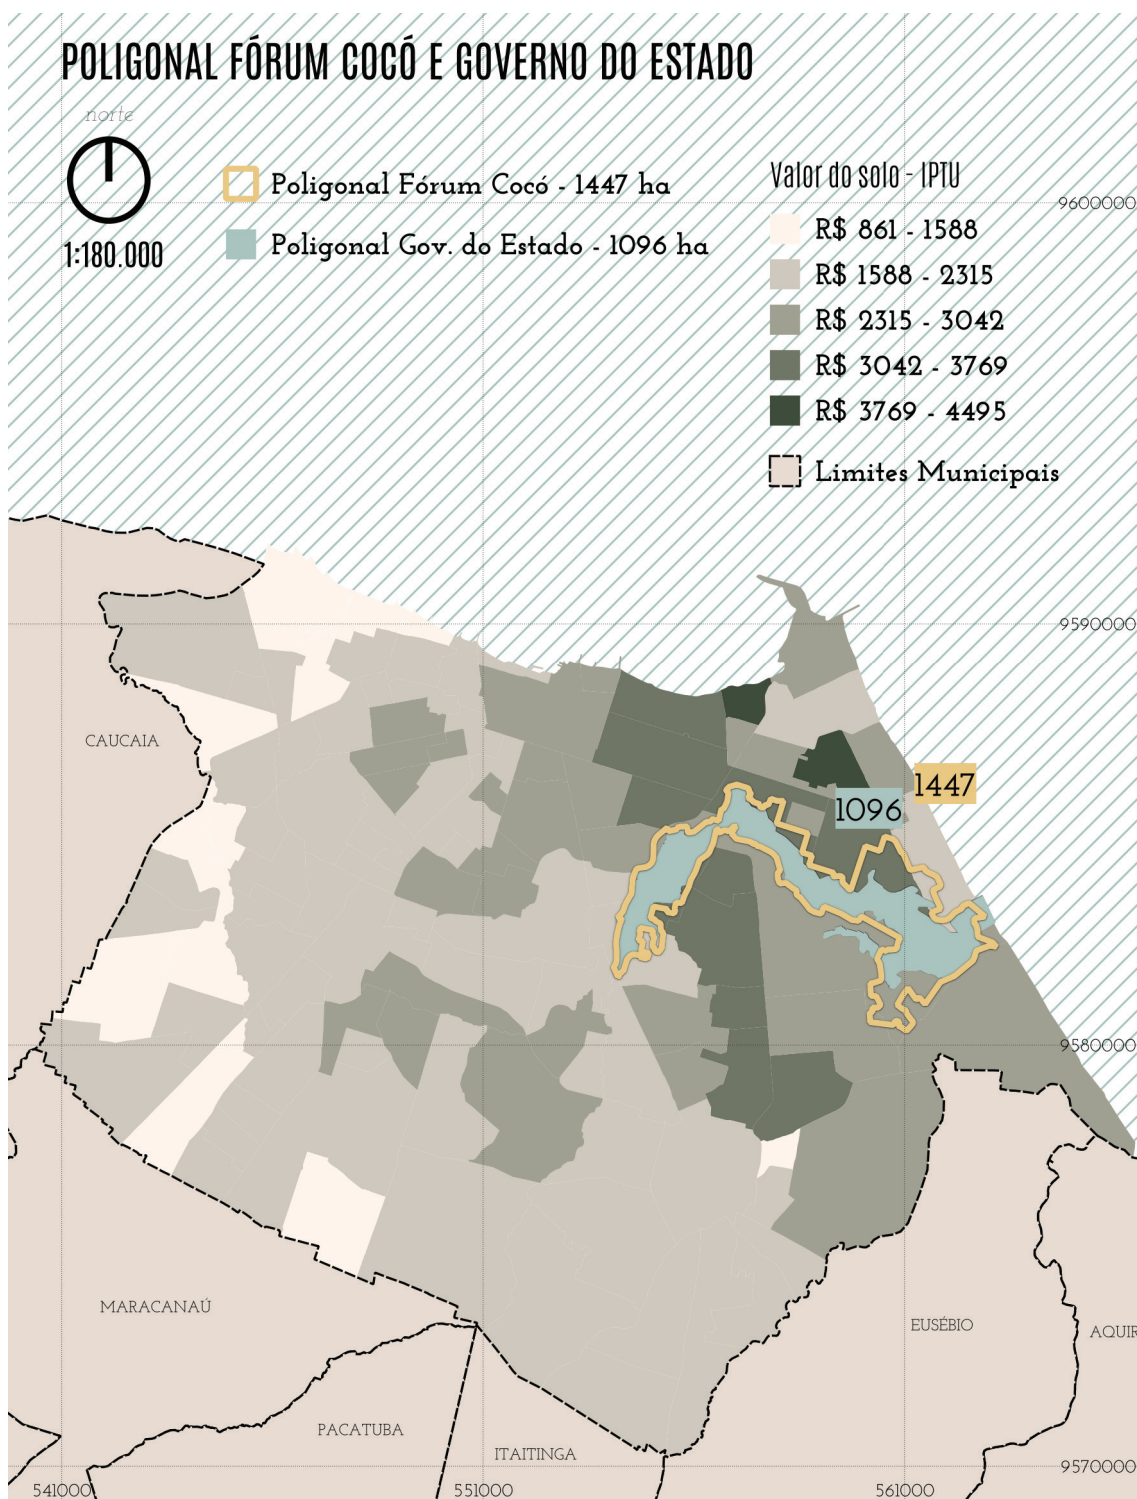 POLIGONAL FÓRUM COCÓ E GOVERNO DO ESTADO
norte
1:180.000
Poligonal Fórum Cocó - 1447 ha
Poligonal Gov. do Estado - 1096 ha
Valor do solo - IPTU
R$ 861 - 1588
R$ 1588 - 2315
R$ 2315 - 3042
R$ 3042 - 3769
R$ 3769 - 4495
Limites Municipais
9600000
9590000
CAUCAIA
1447
1096
9580000
MARACANAÚ
EUSÉBIO
AQUIR
PACATUBA
ITAITINGA
9570000
541000
551000
561000